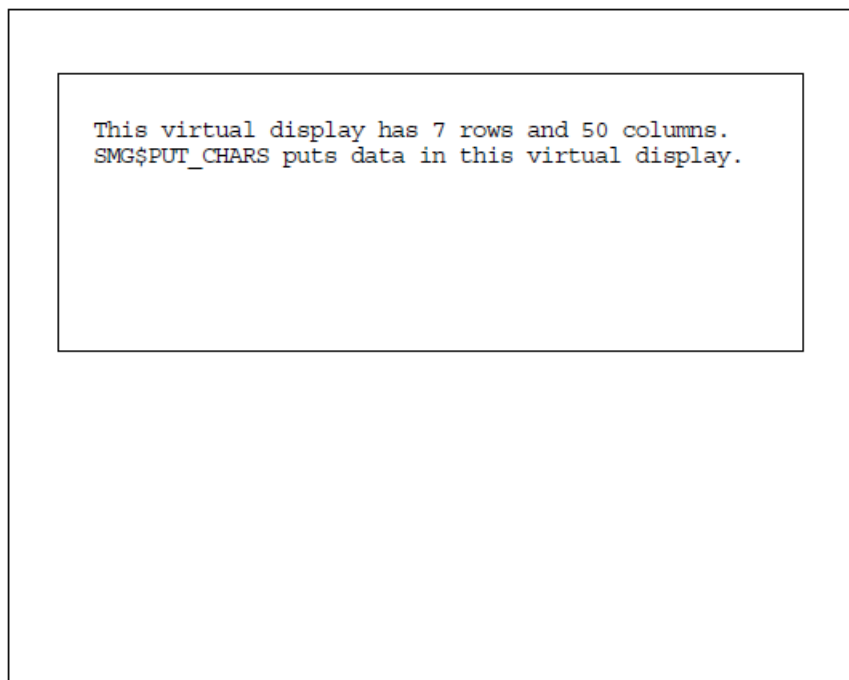 This virtual display has 7 rows and 50 columns.
SMG$PUT_CHARS puts data in this virtual display.